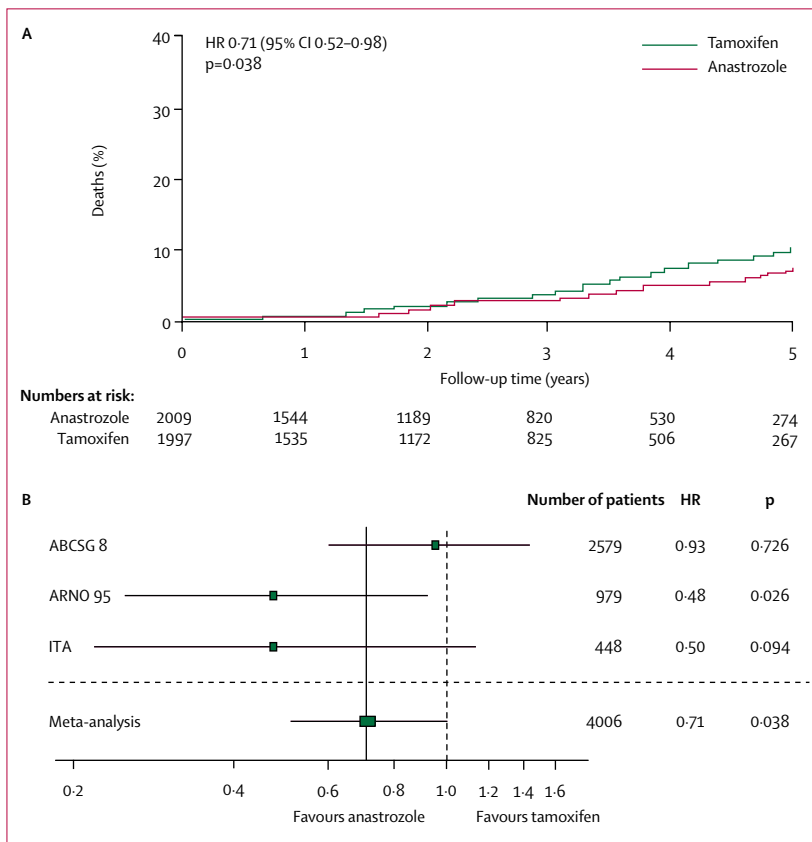 A
HR 0·71 (95% CI 0·52–0·98)
p=0·038
Tamoxifen
Anastrozole
Deaths (%)
40
30
20
10
0
0 1 2 3 4 5
Follow-up time (years)
Numbers at risk:
Anastrozole 2009 1544 1189 820 530 274
Tamoxifen 1997 1535 1172 825 506 267
B
Number of patients HR p
ABCSG 8 2579 0·93 0·726
ARNO 95 979 0·48 0·026
ITA 448 0·50 0·094
Meta-analysis 4006 0·71 0·038
0·2 0·4 0·6 0·8 1·0 1·2 1·4 1·6
Favours anastrozole Favours tamoxifen